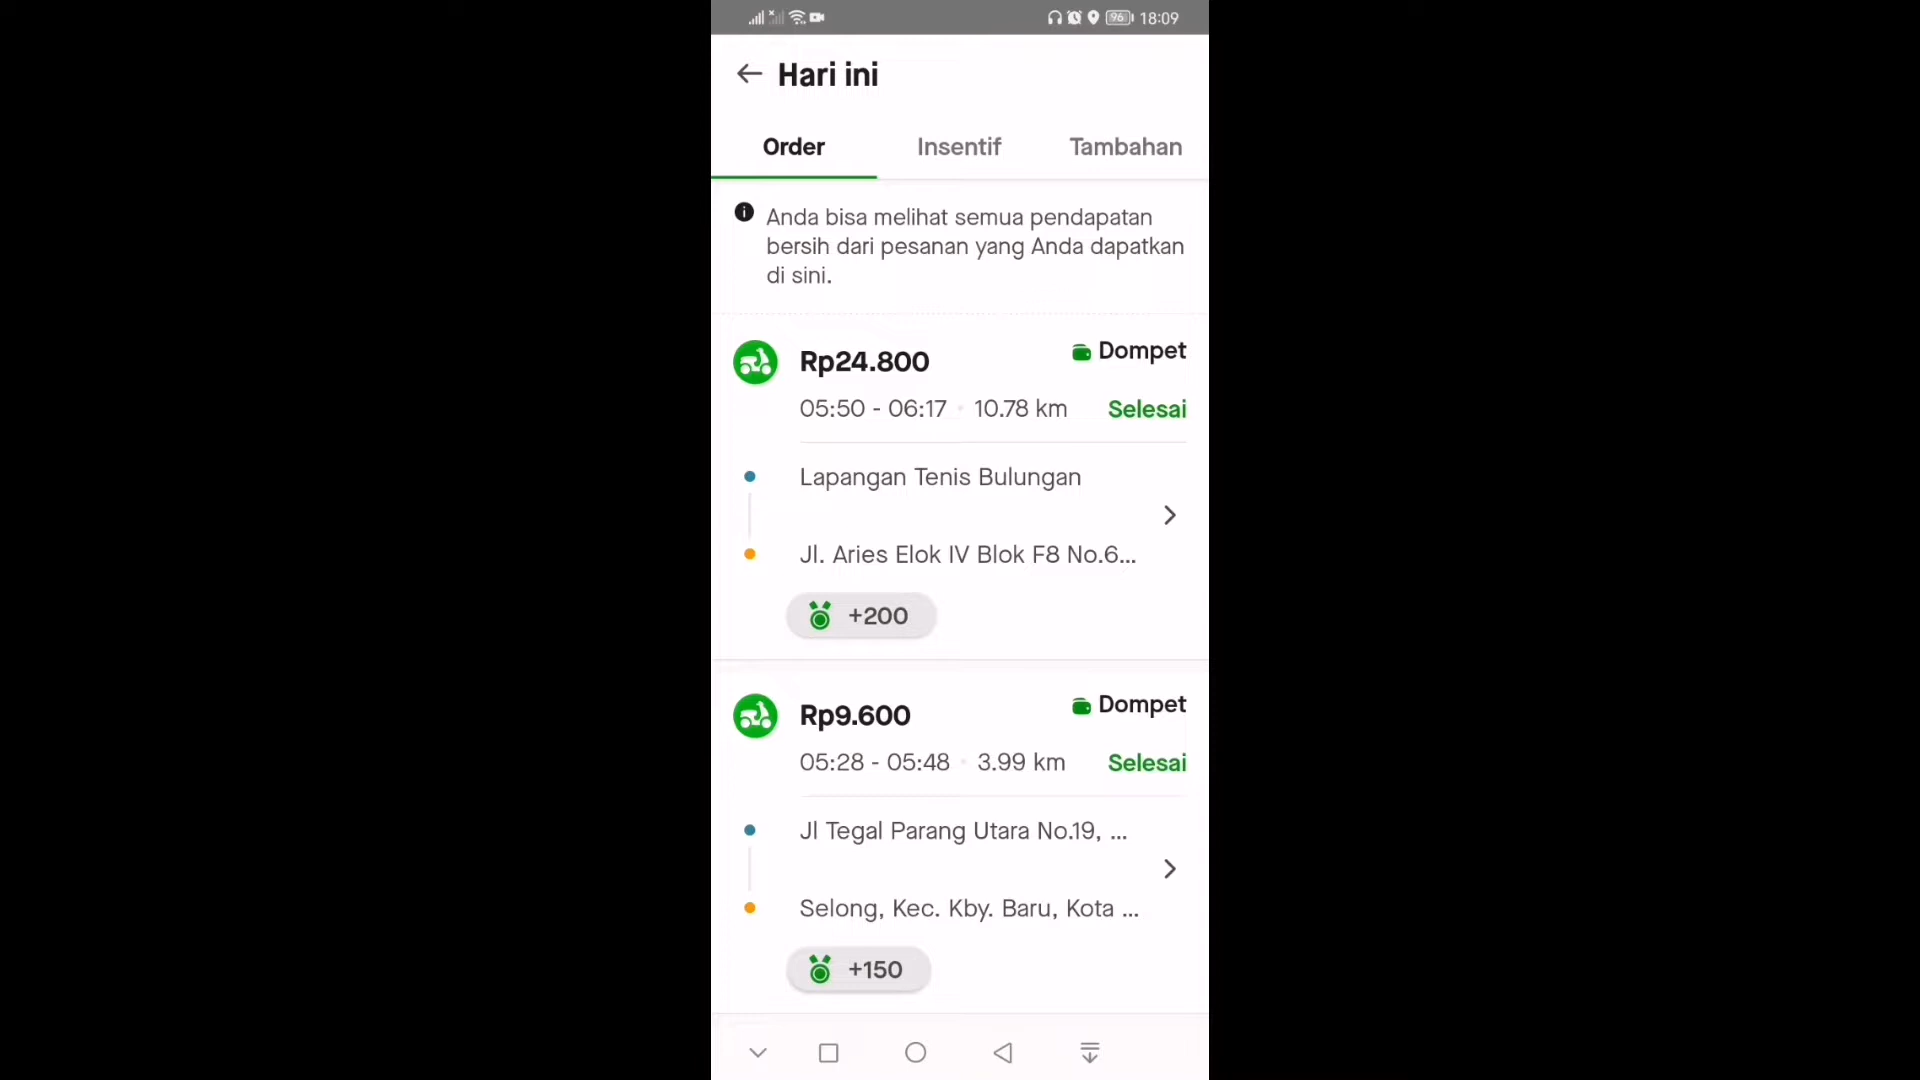 96 18:09
Hari ini
Order Insentif Tambahan
Anda bisa melihat semua pendapatan
bersih dari pesanan yang Anda dapatkan
di sini.
Rp24.800 Dompet
05:50 - 06:17 • 10.78 km Selesai
Lapangan Tenis Bulungan
Jl. Aries Elok IV Blok F8 No.6...
+200
Rp9.600 Dompet
05:28 - 05:48 • 3.99 km Selesai
Jl Tegal Parang Utara No.19, ...
Selong, Kec. Kby. Baru, Kota ...
+150